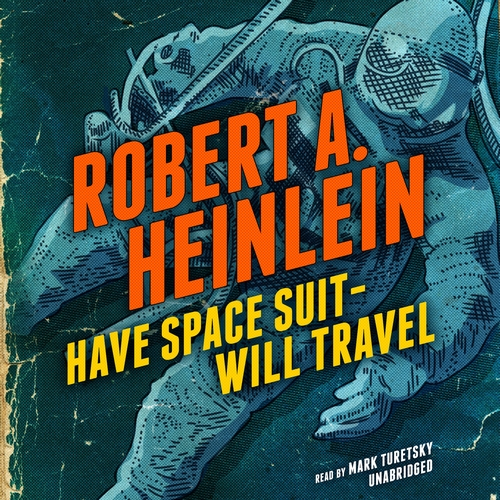 ROBERT A.
HEINLEIN
HAVE SPACE SUIT-
WILL TRAVEL
READ BY MARK TURETSKY
UNABRIDGED